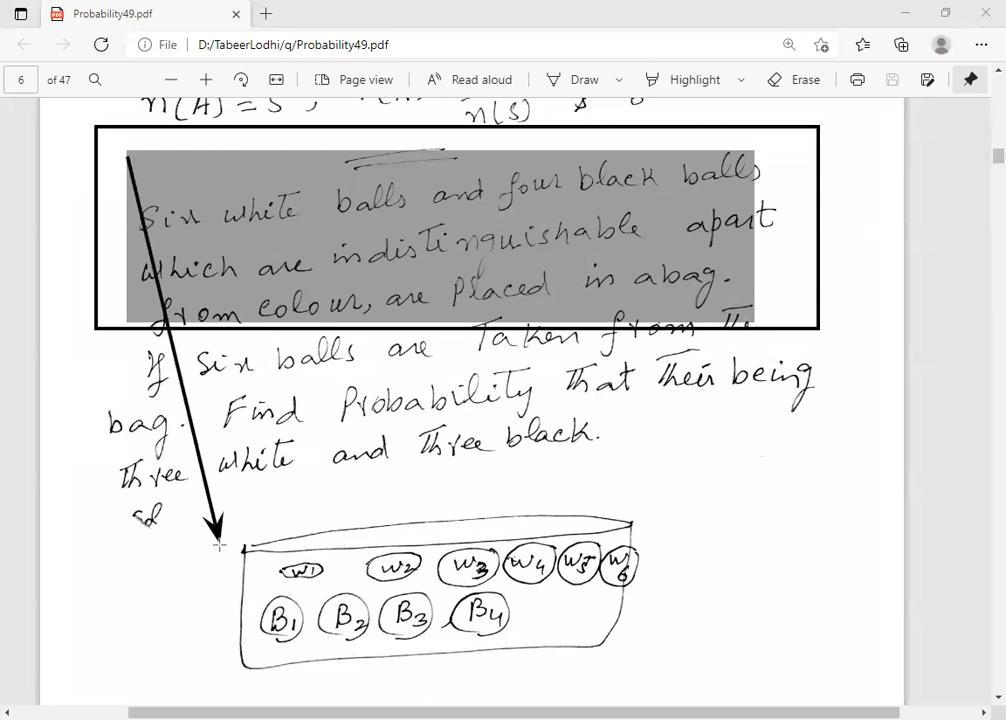 Probability49.pdf
File D:/TabeerLodhi/q/Probability49.pdf
6 of 47 Page view Read aloud Draw Highlight Erase
n(A) = 5,
n(S)
Six white balls and four black balls
which are indistinguishable apart
from colour, are Placed in a bag.
If Six balls are Taken from The
bag. Find Probability that Their being
Three white and Three black.
Sol
W1 W2 W3 W4 W5 W6
B1 B2 B3 B4